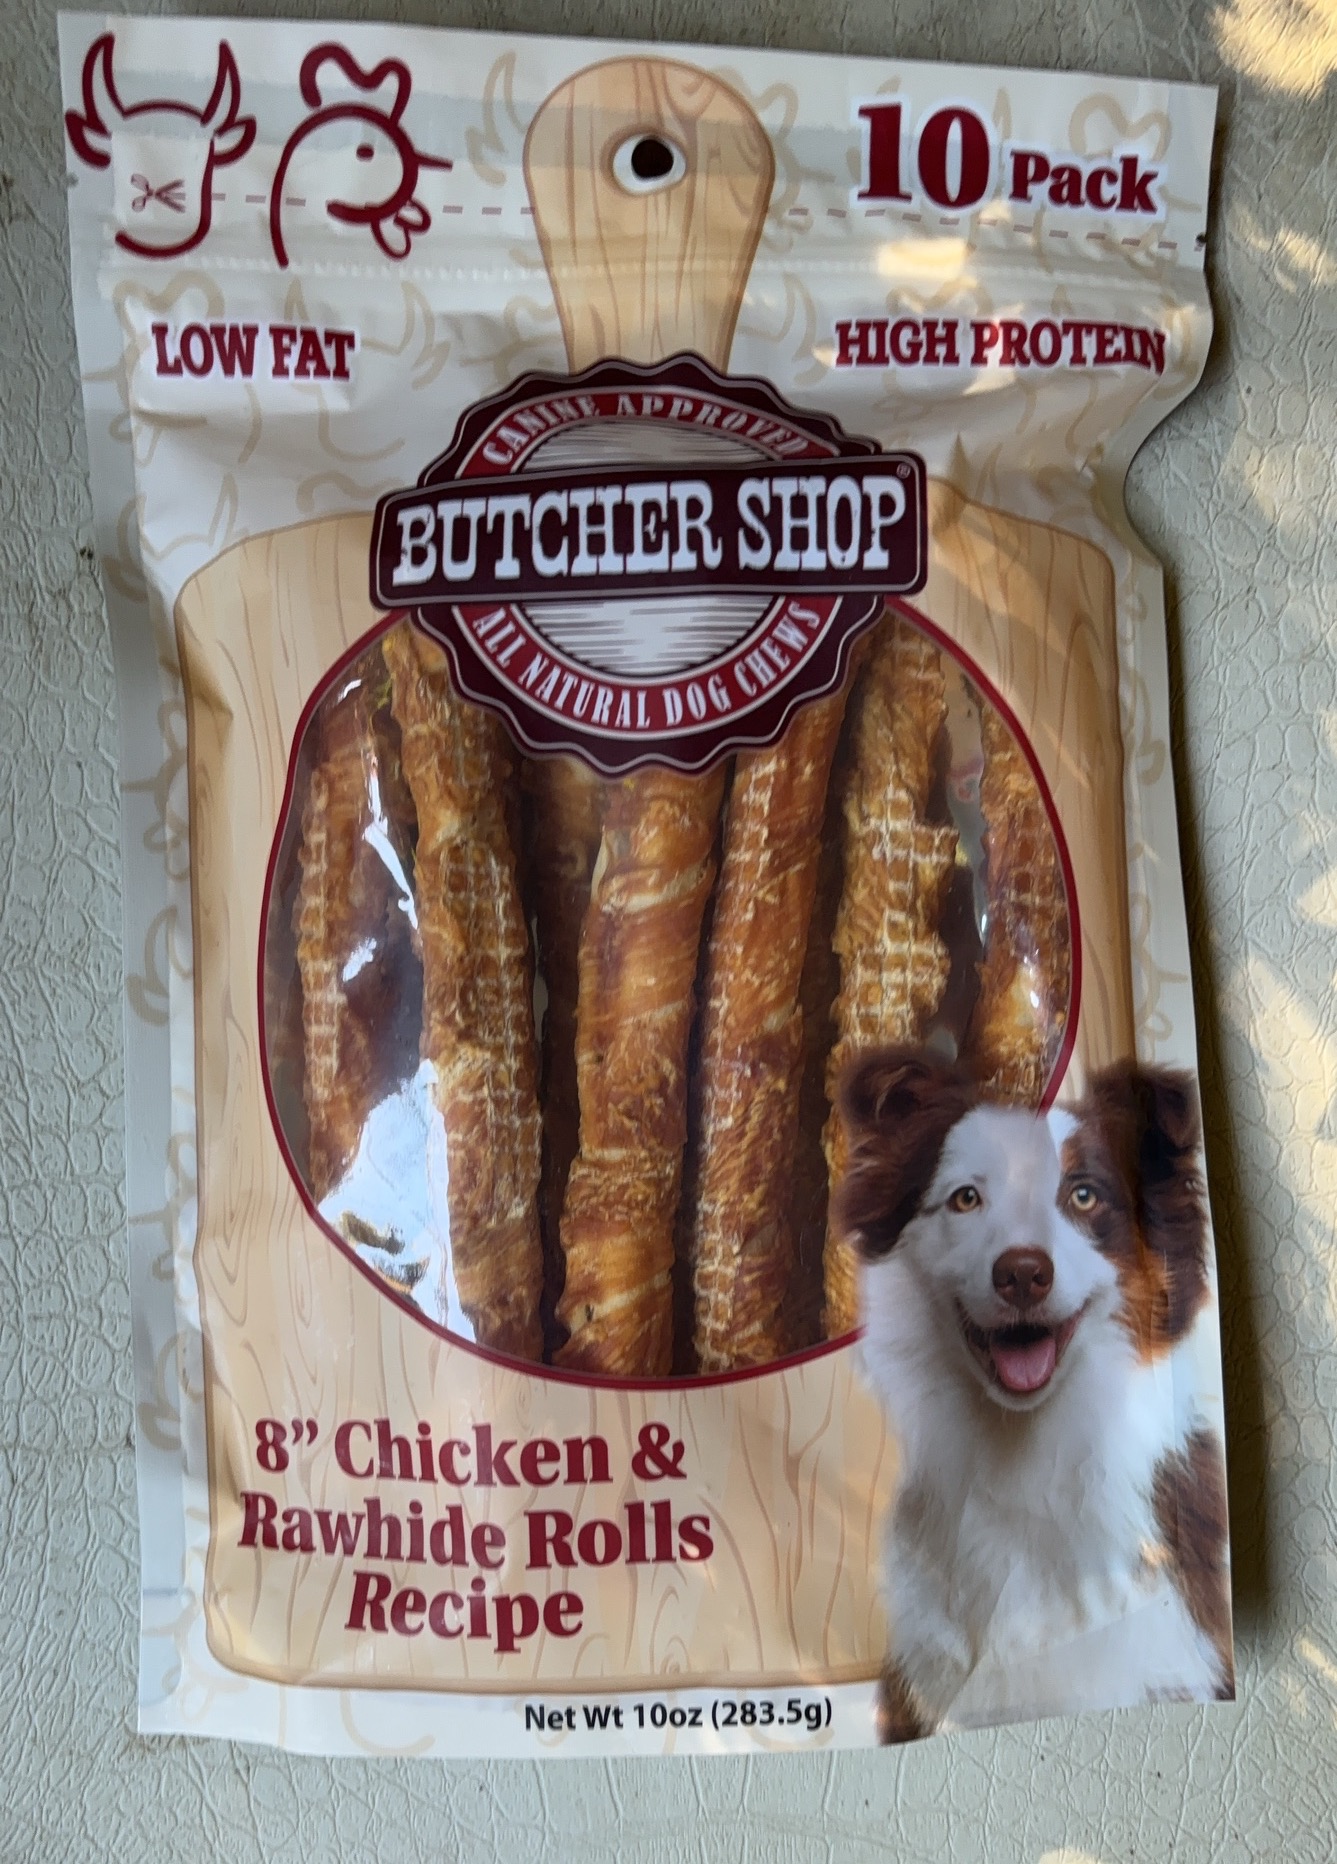 10 Pack
LOW FAT
HIGH PROTEIN
CANINE APPROVED
BUTCHER SHOP®
ALL NATURAL DOG CHEWS
8” Chicken &
Rawhide Rolls
Recipe
Net Wt 10oz (283.5g)